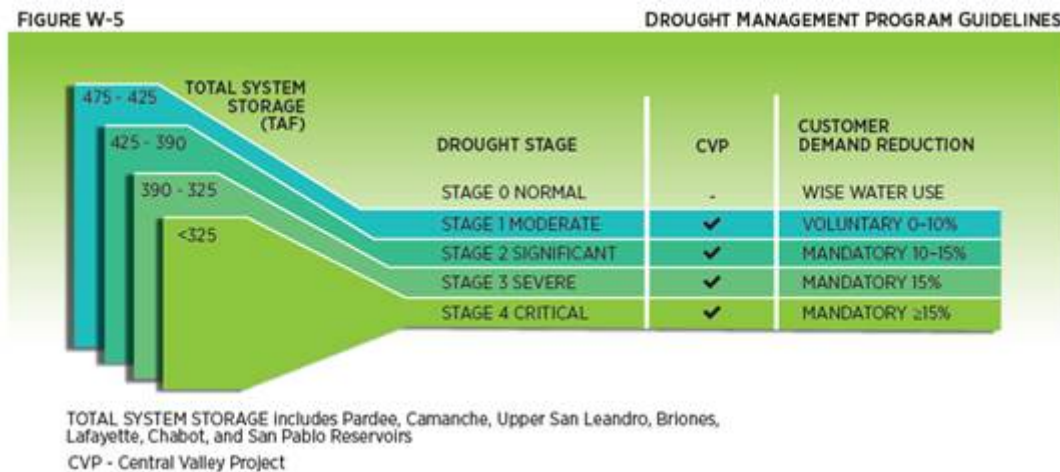 FIGURE W-5
DROUGHT MANAGEMENT PROGRAM GUIDELINES
475 - 425
TOTAL SYSTEM
STORAGE
(TAF)
425 - 390
390 - 325
<325
DROUGHT STAGE
CVP
CUSTOMER
DEMAND REDUCTION
STAGE 0 NORMAL - WISE WATER USE
STAGE 1 MODERATE ✔ VOLUNTARY 0-10%
STAGE 2 SIGNIFICANT ✔ MANDATORY 10-15%
STAGE 3 SEVERE ✔ MANDATORY 15%
STAGE 4 CRITICAL ✔ MANDATORY ≥15%
TOTAL SYSTEM STORAGE includes Pardee, Camanche, Upper San Leandro, Briones,
Lafayette, Chabot, and San Pablo Reservoirs
CVP - Central Valley Project